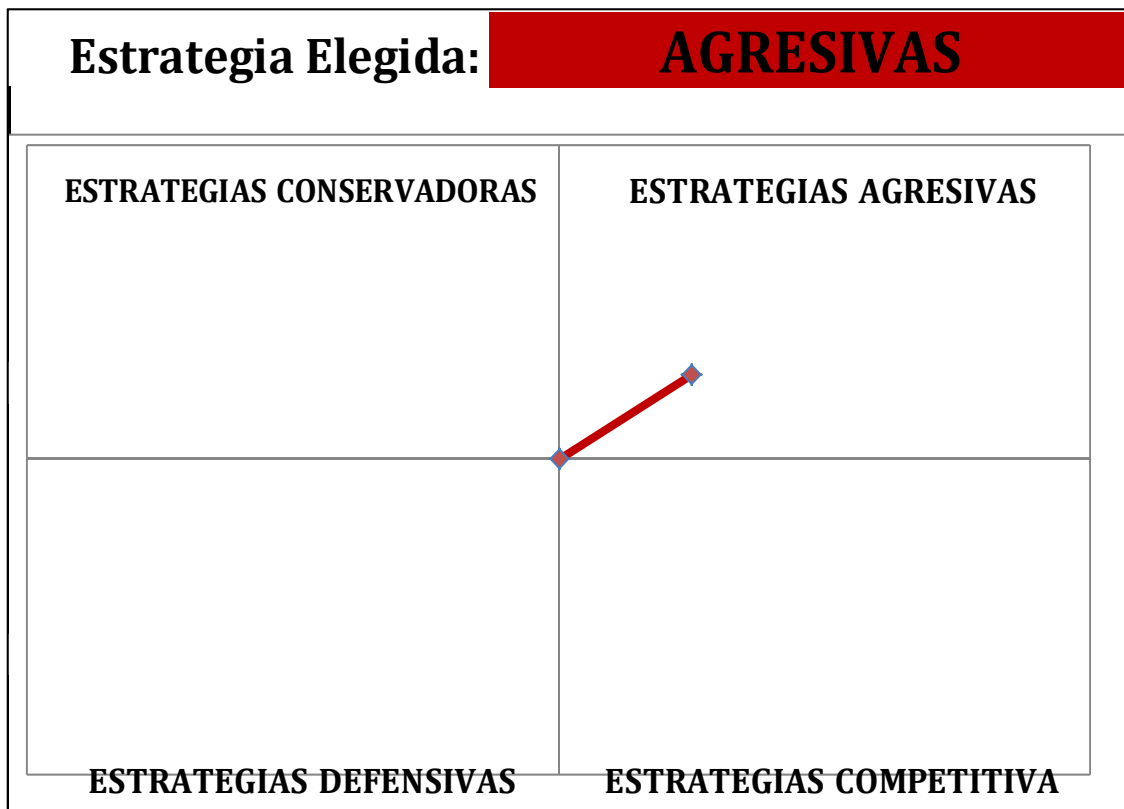 Estrategia Elegida: AGRESIVAS
ESTRATEGIAS CONSERVADORAS
ESTRATEGIAS AGRESIVAS
ESTRATEGIAS DEFENSIVAS
ESTRATEGIAS COMPETITIVA